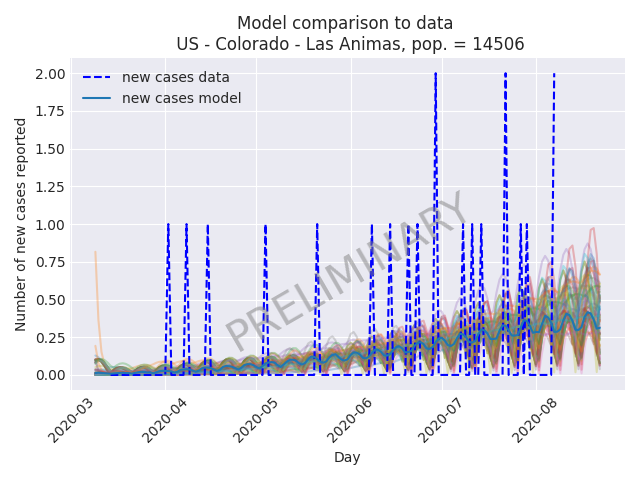 Model comparison to data
US - Colorado - Las Animas, pop. = 14506
2.00
1.75
1.50
1.25
1.00
0.75
0.50
0.25
0.00
Number of new cases reported
new cases data
new cases model
PRELIMINARY
2020-03
2020-04
2020-05
2020-06
2020-07
2020-08
Day